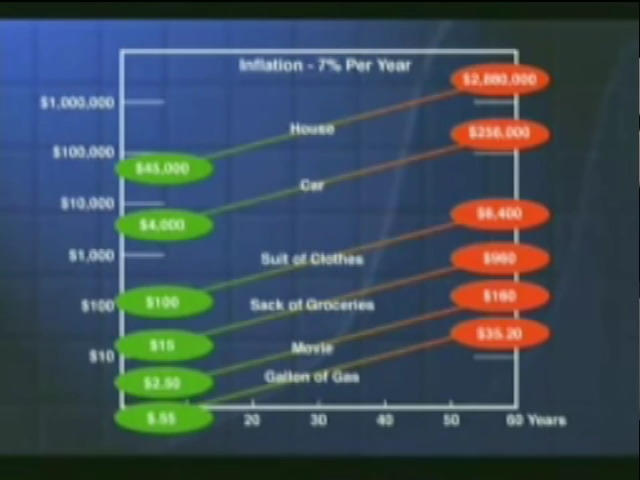 Inflation - 7% Per Year
$2,880,000
$1,000,000
House
$256,000
$100,000
$45,000
Car
$10,000
$4,000
$6,400
$1,000
Suit of Clothes
$960
$100
$100
Sack of Groceries
$160
$15
Movie
$35.20
$10
$2.50
Gallon of Gas
$.55
20 30 40 50 60 Years